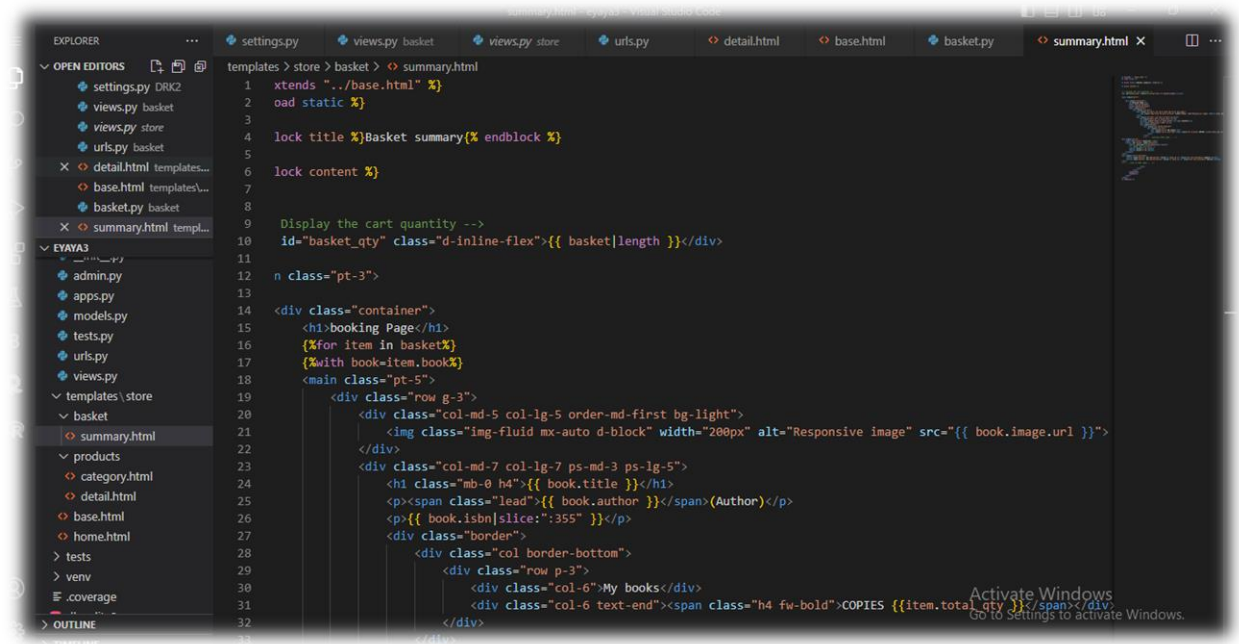 summary.html - eyaya3 - Visual Studio Code
EXPLORER ...
settings.py
views.py basket
views.py store
urls.py
detail.html
base.html
basket.py
summary.html
OPEN EDITORS
settings.py DRK2
views.py basket
views.py store
urls.py basket
detail.html templates...
base.html templates\...
basket.py basket
summary.html templ...
EYAYA3
__init__.py
admin.py
apps.py
models.py
tests.py
urls.py
views.py
templates\store
basket
summary.html
products
category.html
detail.html
base.html
home.html
tests
venv
.coverage
OUTLINE
templates > store > basket > summary.html
1 xtends "../base.html" %}
2 oad static %}
3
4 lock title %}Basket summary{% endblock %}
5
6 lock content %}
7
8
9 Display the cart quantity -->
10 id="basket_qty" class="d-inline-flex">{{ basket|length }}</div>
11
12 n class="pt-3">
13
14 <div class="container">
15 <h1>booking Page</h1>
16 {%for item in basket%}
17 {%with book=item.book%}
18 <main class="pt-5">
19 <div class="row g-3">
20 <div class="col-md-5 col-lg-5 order-md-first bg-light">
21 <img class="img-fluid mx-auto d-block" width="200px" alt="Responsive image" src="{{ book.image.url }}">
22 </div>
23 <div class="col-md-7 col-lg-7 ps-md-3 ps-lg-5">
24 <h1 class="mb-0 h4">{{ book.title }}</h1>
25 <p><span class="lead">{{ book.author }}</span>(Author)</p>
26 <p>{{ book.isbn|slice:":355" }}</p>
27 <div class="border">
28 <div class="col border-bottom">
29 <div class="row p-3">
30 <div class="col-6">My books</div>
31 <div class="col-6 text-end"><span class="h4 fw-bold">COPIES {{item.total_qty }}</span></div>
32 </div>
33 </div>
Activate Windows
Go to Settings to activate Windows.